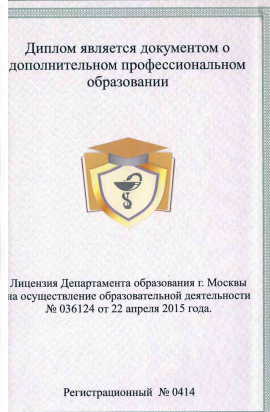 Диплом является документом о
дополнительном профессиональном
образовании
Лицензия Департамента образования г. Москвы
на осуществление образовательной деятельности
№ 036124 от 22 апреля 2015 года.
Регистрационный № 0414